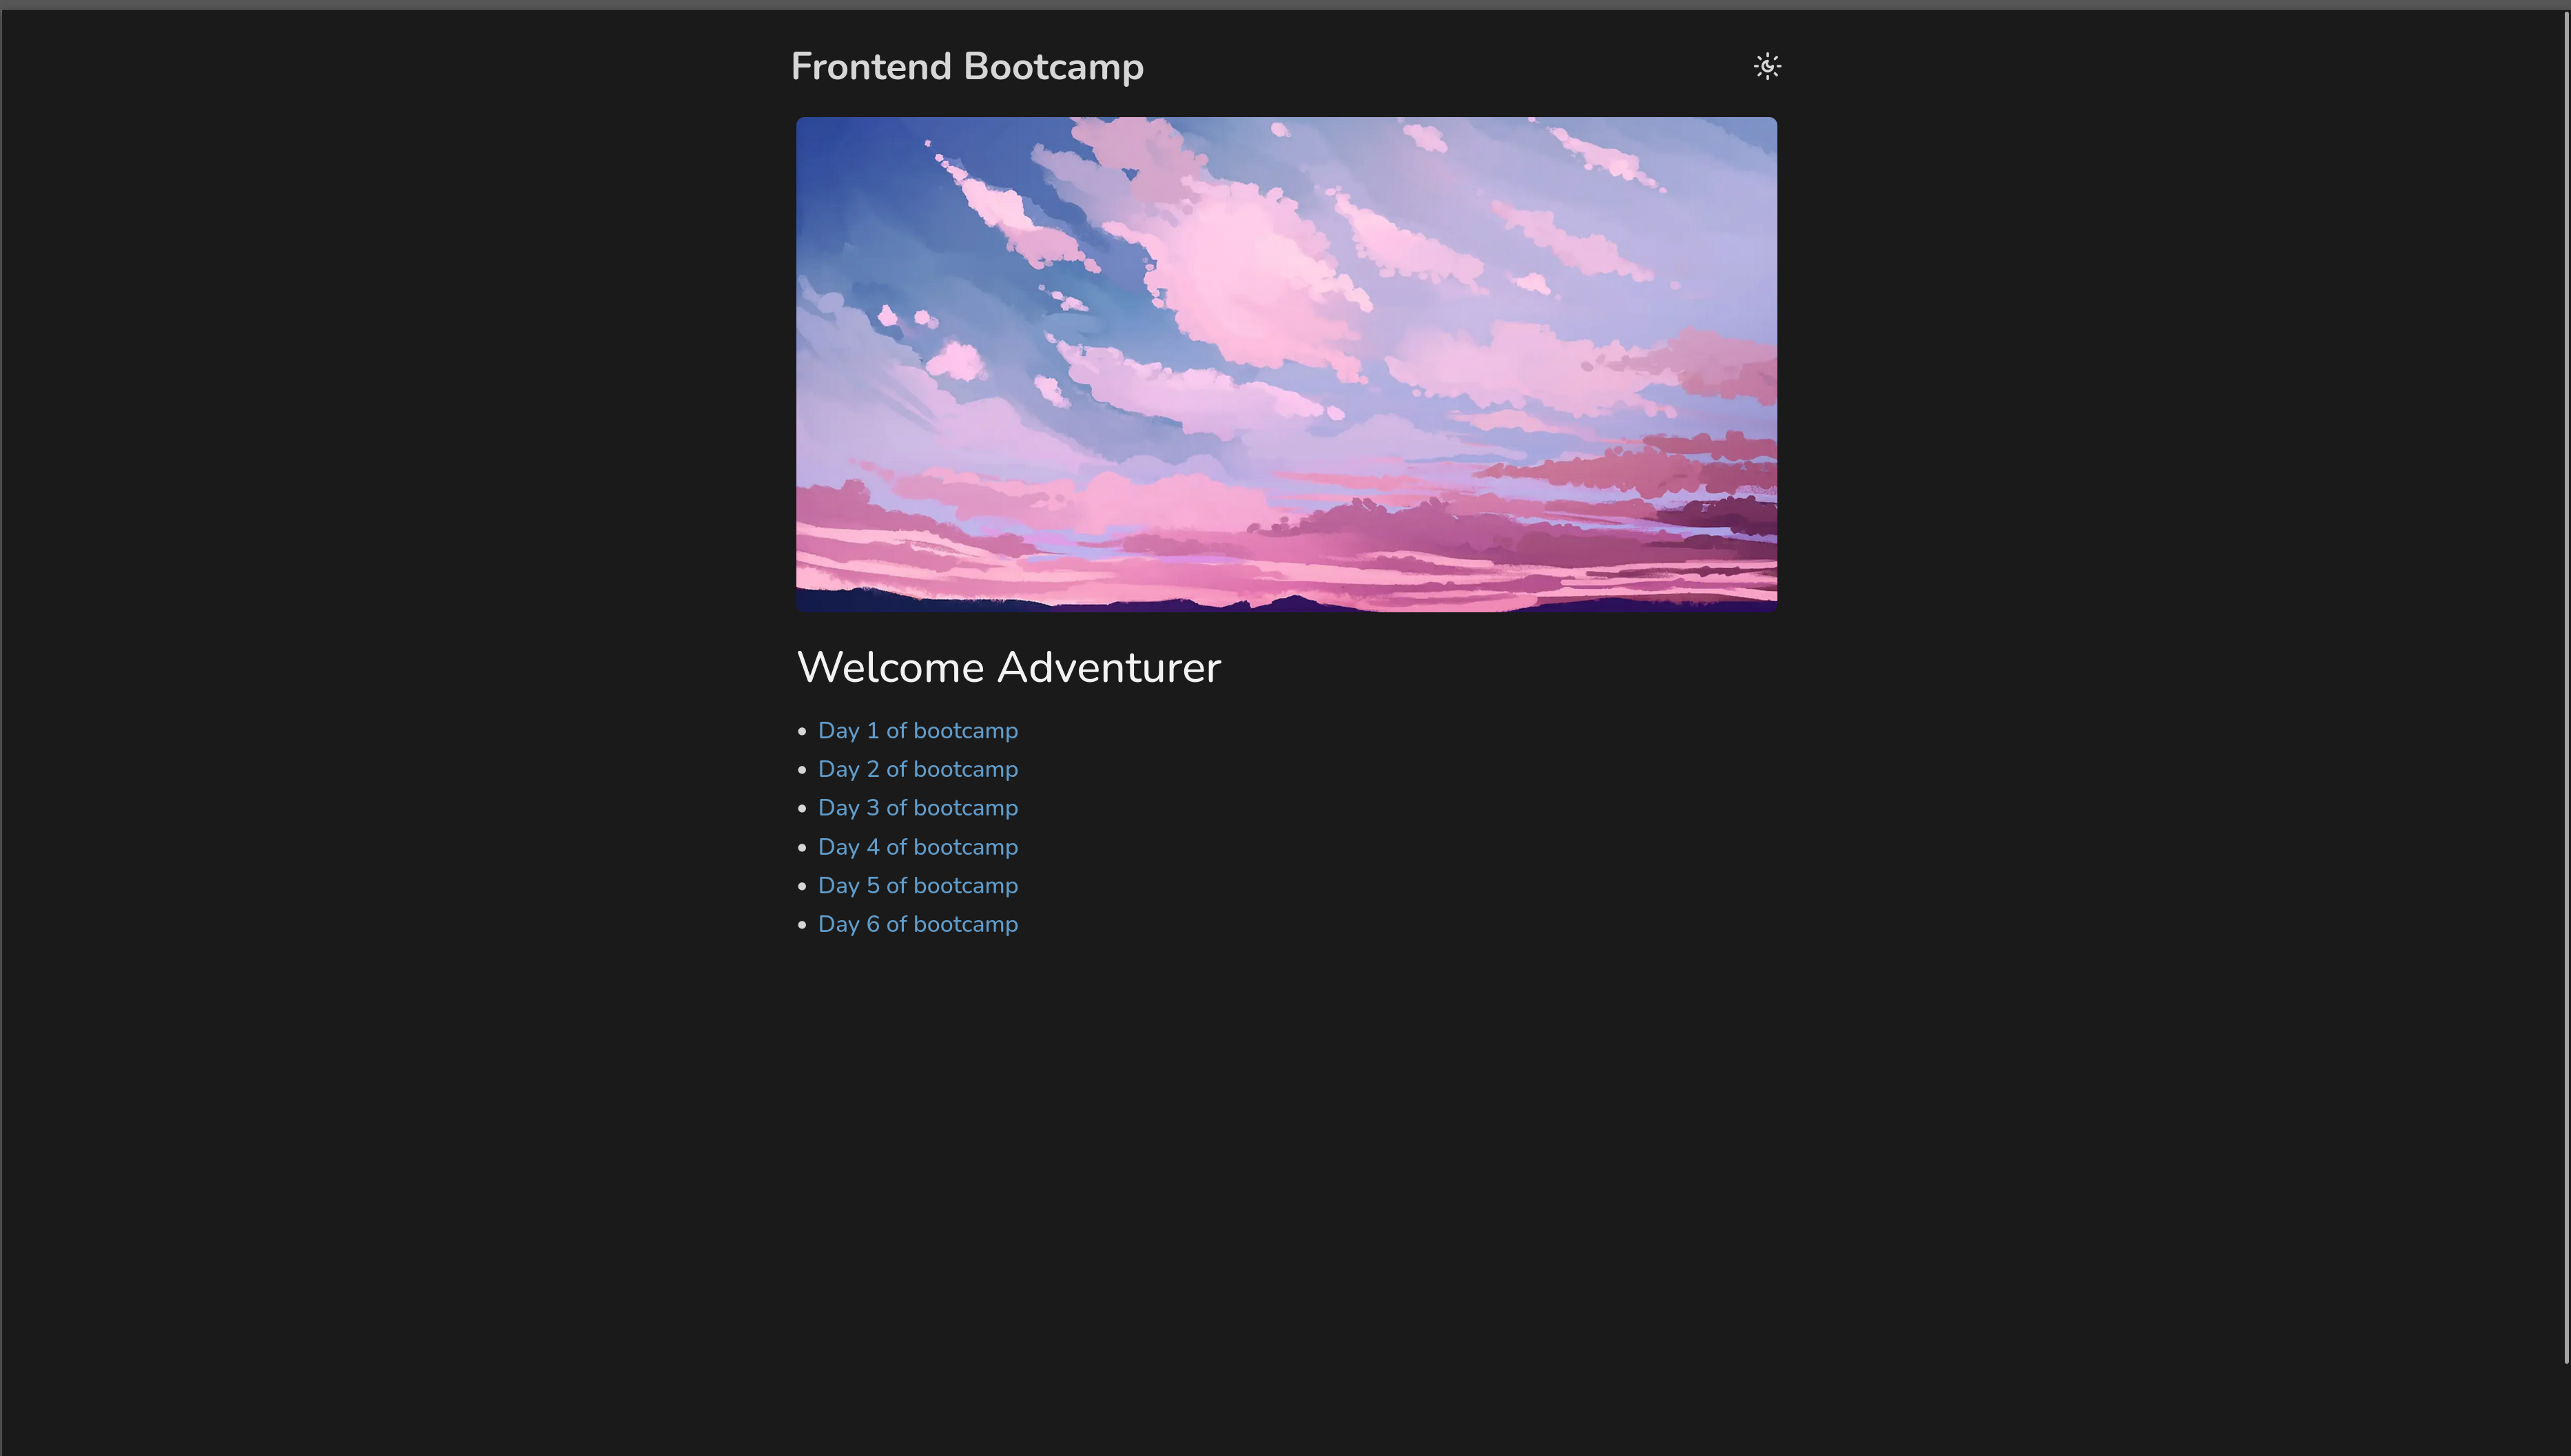 Frontend Bootcamp
Welcome Adventurer
Day 1 of bootcamp
Day 2 of bootcamp
Day 3 of bootcamp
Day 4 of bootcamp
Day 5 of bootcamp
Day 6 of bootcamp